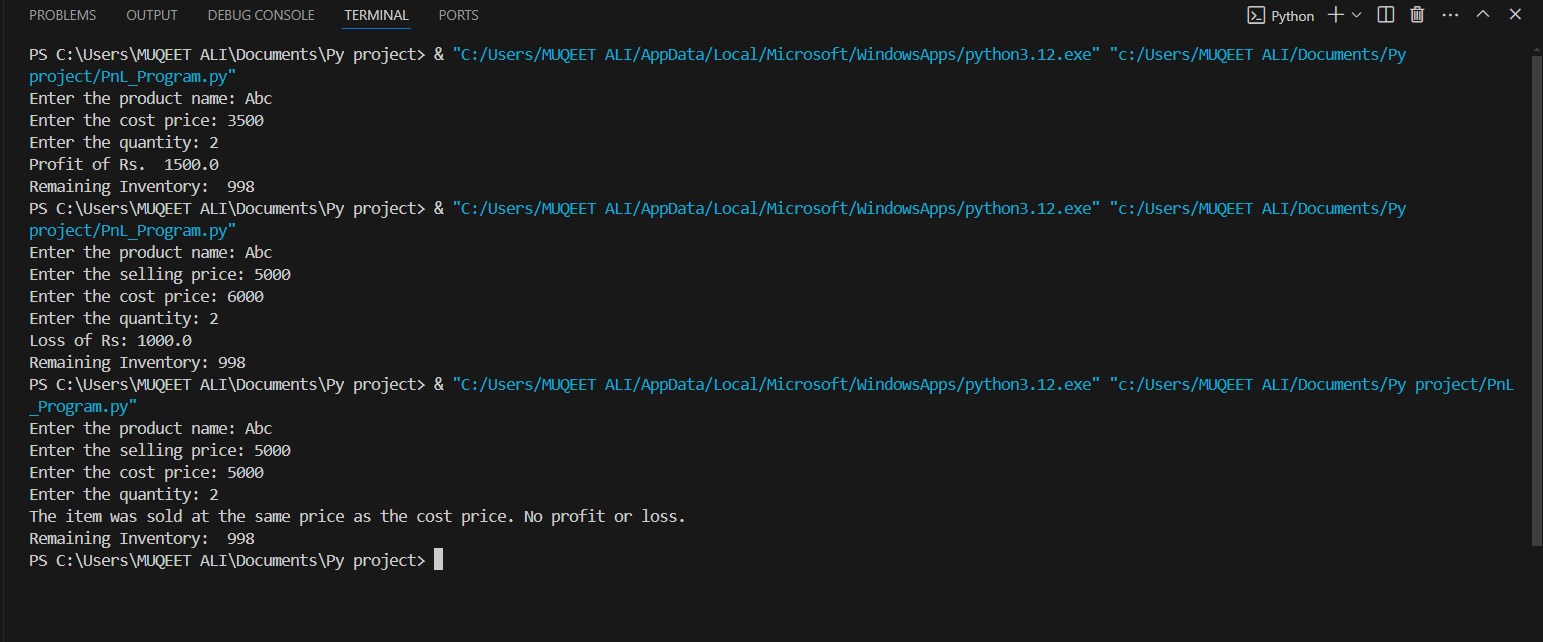 PROBLEMS OUTPUT DEBUG CONSOLE TERMINAL PORTS Python
PS C:\Users\MUQEET ALI\Documents\Py project> & "C:/Users/MUQEET ALI/AppData/Local/Microsoft/WindowsApps/python3.12.exe" "c:/Users/MUQEET ALI/Documents/Py
project/PnL_Program.py"
Enter the product name: Abc
Enter the cost price: 3500
Enter the quantity: 2
Profit of Rs.  1500.0
Remaining Inventory:  998
PS C:\Users\MUQEET ALI\Documents\Py project> & "C:/Users/MUQEET ALI/AppData/Local/Microsoft/WindowsApps/python3.12.exe" "c:/Users/MUQEET ALI/Documents/Py
project/PnL_Program.py"
Enter the product name: Abc
Enter the selling price: 5000
Enter the cost price: 6000
Enter the quantity: 2
Loss of Rs: 1000.0
Remaining Inventory: 998
PS C:\Users\MUQEET ALI\Documents\Py project> & "C:/Users/MUQEET ALI/AppData/Local/Microsoft/WindowsApps/python3.12.exe" "c:/Users/MUQEET ALI/Documents/Py project/PnL
_Program.py"
Enter the product name: Abc
Enter the selling price: 5000
Enter the cost price: 5000
Enter the quantity: 2
The item was sold at the same price as the cost price. No profit or loss.
Remaining Inventory:  998
PS C:\Users\MUQEET ALI\Documents\Py project>